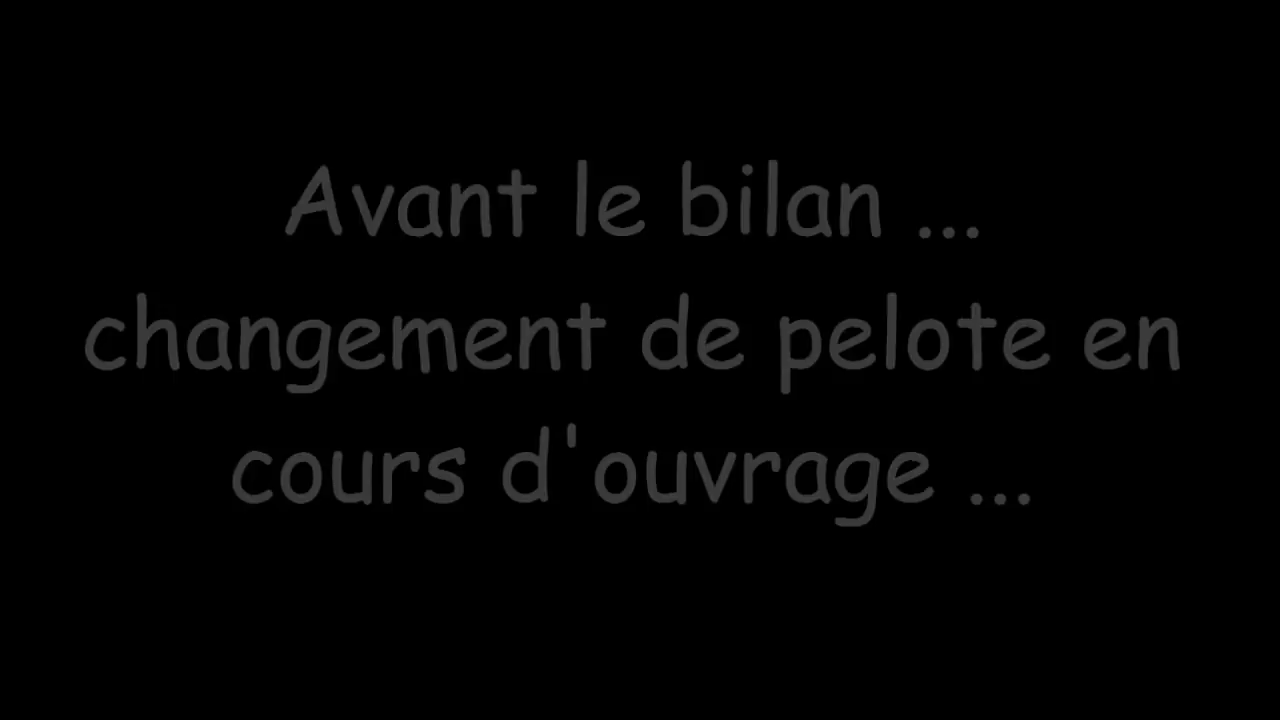 Avant le bilan ...
changement de pelote en
cours d'ouvrage ...